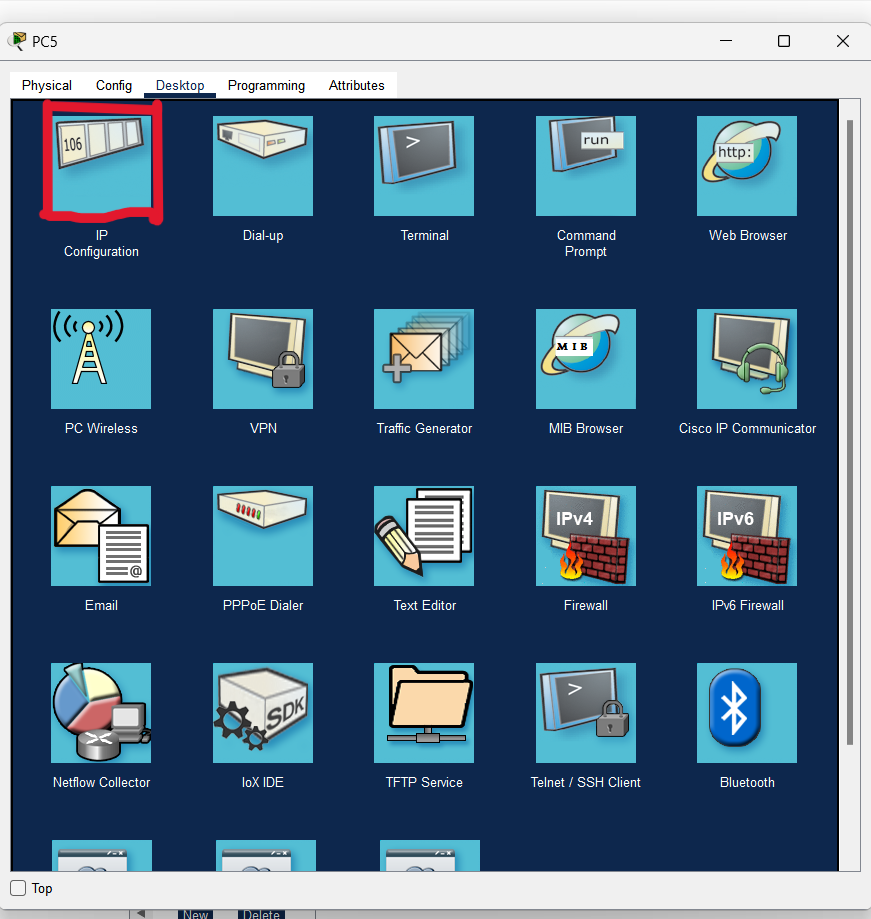 PC5
Physical Config Desktop Programming Attributes
106
>
run
http:
IP
Configuration
Dial-up
Terminal
Command
Prompt
Web Browser
MIB
PC Wireless
VPN
Traffic Generator
MIB Browser
Cisco IP Communicator
@
IPv4
IPv6
Email
PPPoE Dialer
Text Editor
Firewall
IPv6 Firewall
SDK
>
Netflow Collector
IoX IDE
TFTP Service
Telnet / SSH Client
Bluetooth
Top
New Delete